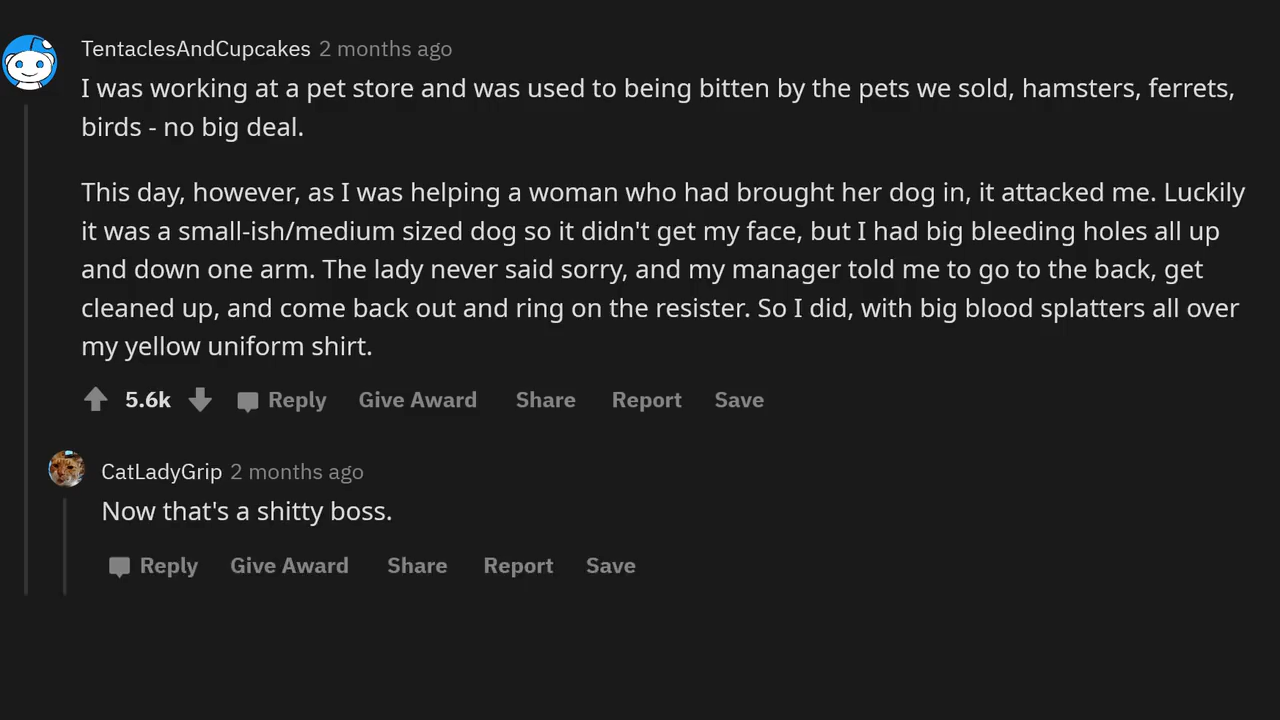 TentaclesAndCupcakes 2 months ago
I was working at a pet store and was used to being bitten by the pets we sold, hamsters, ferrets,
birds - no big deal.
This day, however, as I was helping a woman who had brought her dog in, it attacked me. Luckily
it was a small-ish/medium sized dog so it didn't get my face, but I had big bleeding holes all up
and down one arm. The lady never said sorry, and my manager told me to go to the back, get
cleaned up, and come back out and ring on the resister. So I did, with big blood splatters all over
my yellow uniform shirt.
5.6k Reply Give Award Share Report Save
CatLadyGrip 2 months ago
Now that's a shitty boss.
Reply Give Award Share Report Save